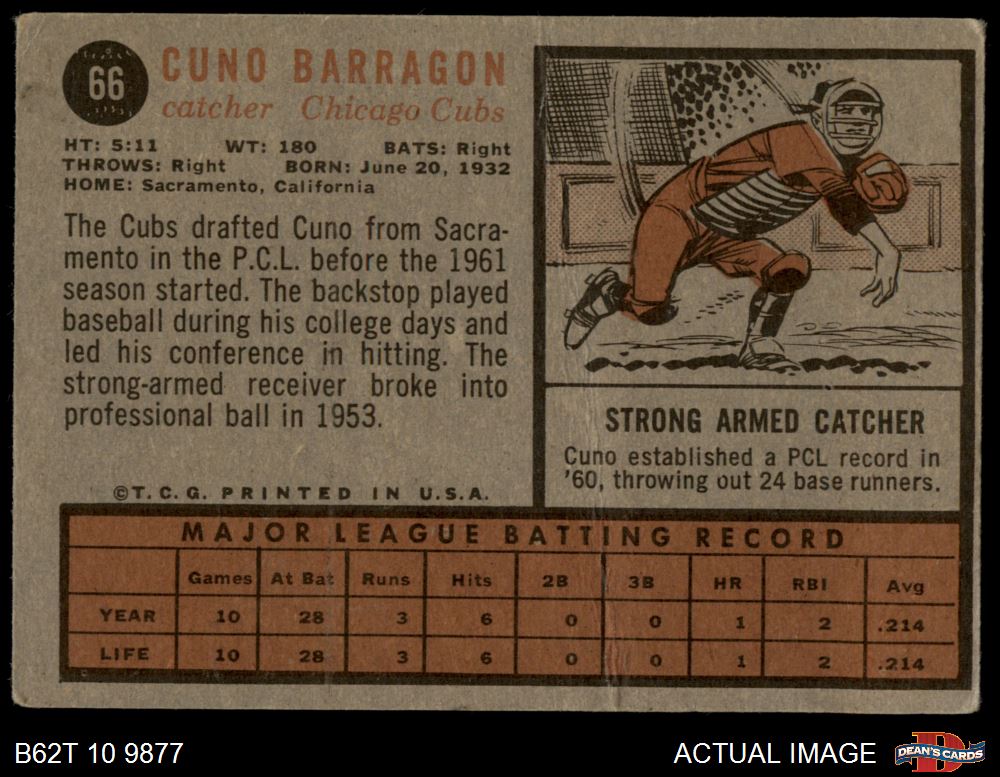 66
CUNO BARRAGON
catcher Chicago Cubs
HT: 5:11 WT: 180 BATS: Right
THROWS: Right BORN: June 20, 1932
HOME: Sacramento, California
The Cubs drafted Cuno from Sacra-
mento in the P.C.L. before the 1961
season started. The backstop played
baseball during his college days and
led his conference in hitting. The
strong-armed receiver broke into
professional ball in 1953.
©T.C.G. PRINTED IN U.S.A.
STRONG ARMED CATCHER
Cuno established a PCL record in
'60, throwing out 24 base runners.
MAJOR LEAGUE BATTING RECORD
Games At Bat Runs Hits 2B 3B HR RBI Avg
YEAR 10 28 3 6 0 0 1 2 .214
LIFE 10 28 3 6 0 0 1 2 .214
B62T 10 9877 ACTUAL IMAGE DEAN'S CARDS